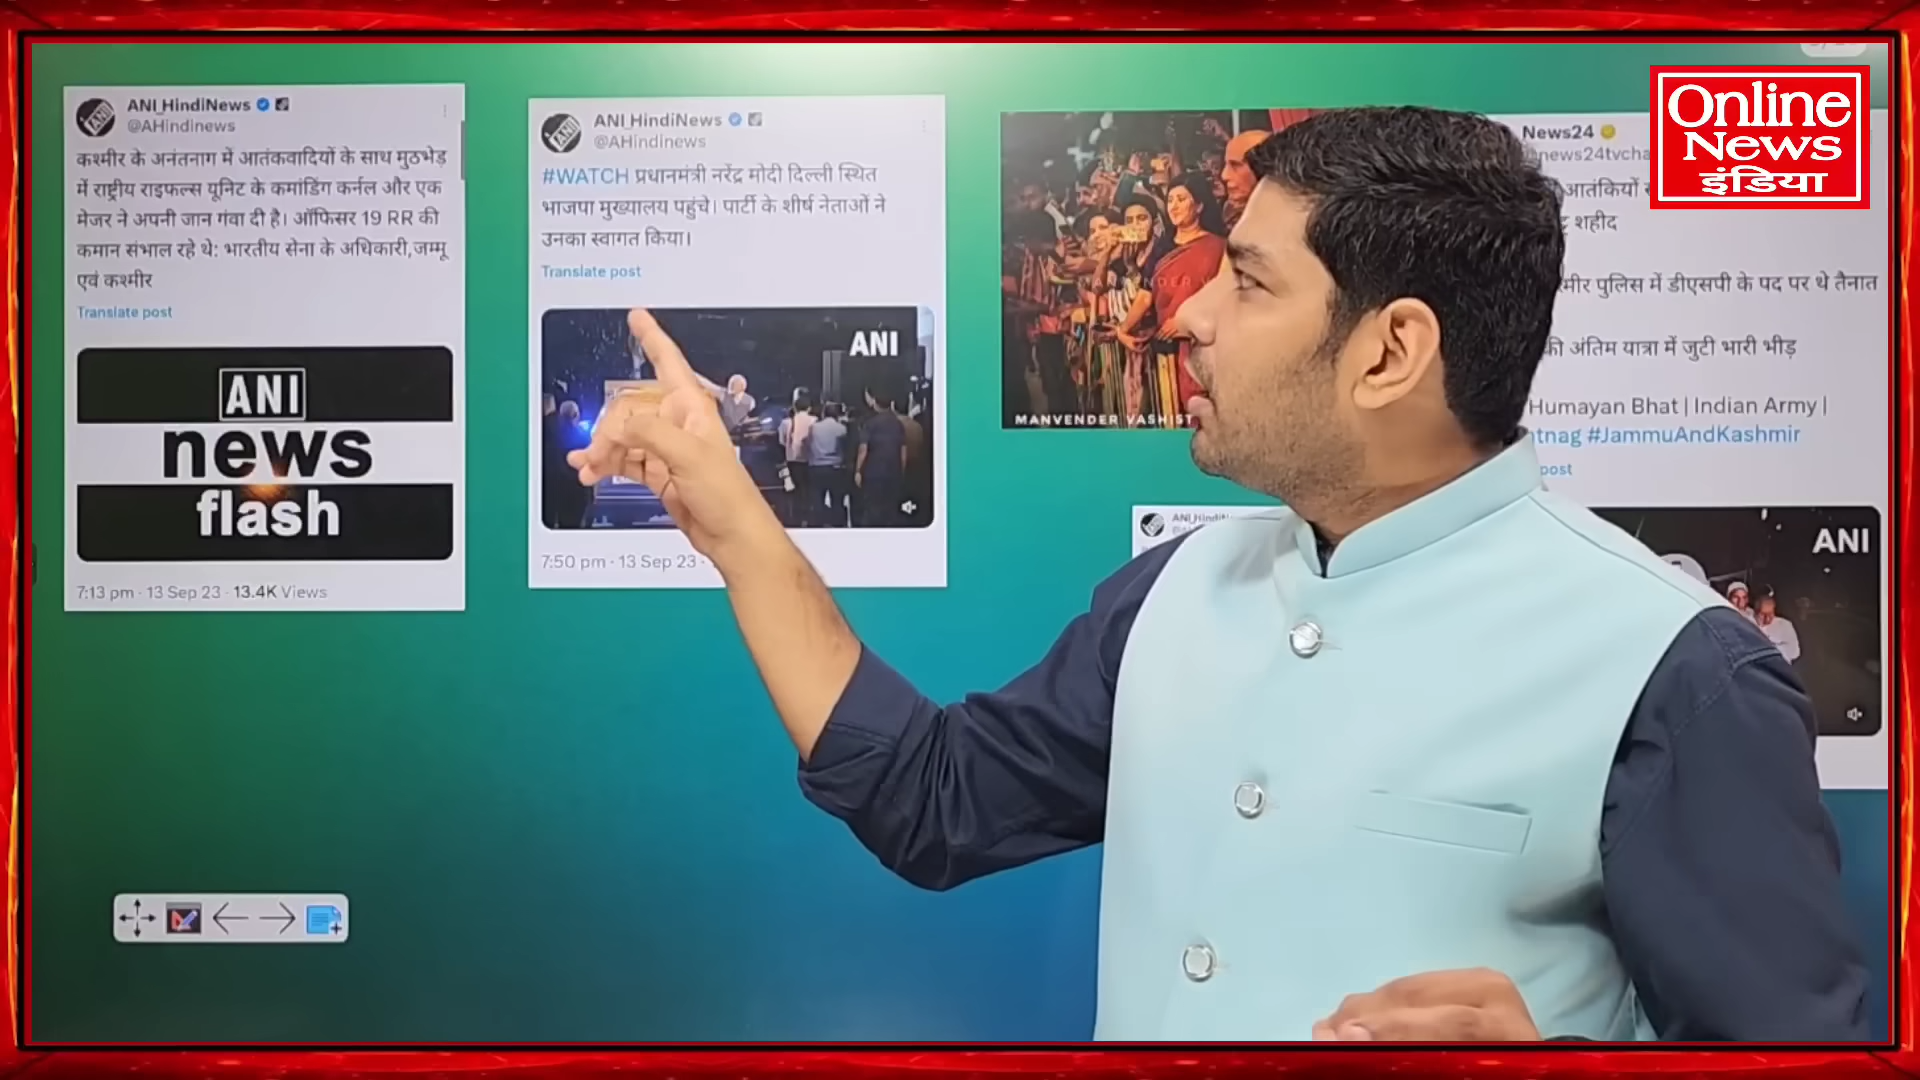 ANI_HindiNews
@AHindinews
कश्मीर के अनंतनाग में आतंकवादियों के साथ मुठभेड़
में राष्ट्रीय राइफल्स यूनिट के कमांडिंग कर्नल और एक
मेजर ने अपनी जान गंवा दी है। ऑफिसर 19 RR की
कमान संभाल रहे थे: भारतीय सेना के अधिकारी,जम्मू
एवं कश्मीर
Translate post
ANI
news
flash
7:13 pm · 13 Sep 23 · 13.4K Views
ANI_HindiNews
@AHindinews
#WATCH प्रधानमंत्री नरेंद्र मोदी दिल्ली स्थित
भाजपा मुख्यालय पहुंचे। पार्टी के शीर्ष नेताओं ने
उनका स्वागत किया।
Translate post
ANI
7:50 pm · 13 Sep 23 ·
MANVENDER VASHIST
News24
@news24tvcha
आतंकियों
शहीद
पुलिस में डीएसपी के पद पर थे तैनात
की अंतिम यात्रा में जुटी भारी भीड़
Humayan Bhat | Indian Army |
ntnag #JammuAndKashmir
post
ANI
Online
News
इंडिया